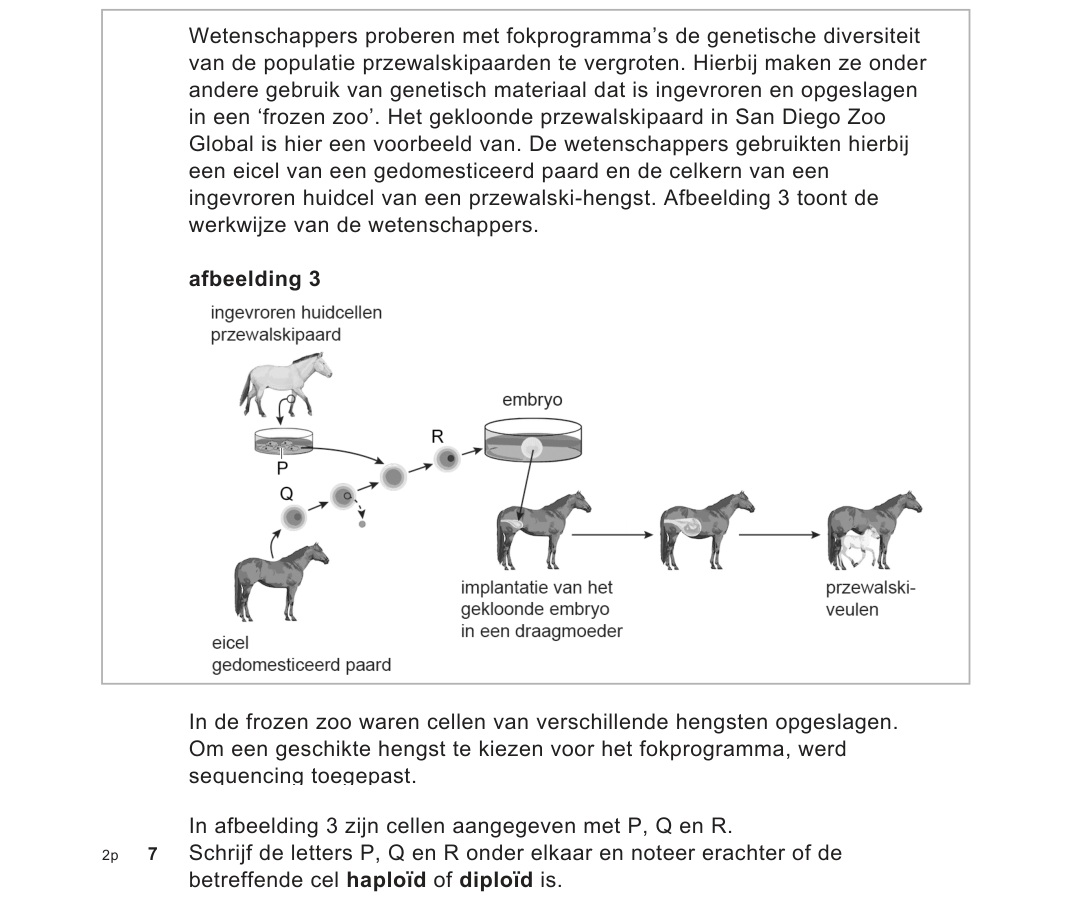 Wetenschappers proberen met fokprogramma’s de genetische diversiteit
van de populatie przewalskipaarden te vergroten. Hierbij maken ze onder
andere gebruik van genetisch materiaal dat is ingevroren en opgeslagen
in een ‘frozen zoo’. Het gekloonde przewalskipaard in San Diego Zoo
Global is hier een voorbeeld van. De wetenschappers gebruikten hierbij
een eicel van een gedomesticeerd paard en de celkern van een
ingevroren huidcel van een przewalski-hengst. Afbeelding 3 toont de
werkwijze van de wetenschappers.
afbeelding 3
ingevroren huidcellen
przewalskipaard
embryo
R
P
Q
implantatie van het
gekloonde embryo
in een draagmoeder
przewalski-
veulen
eicel
gedomesticeerd paard
In de frozen zoo waren cellen van verschillende hengsten opgeslagen.
Om een geschikte hengst te kiezen voor het fokprogramma, werd
sequencing toegepast.
In afbeelding 3 zijn cellen aangegeven met P, Q en R.
2p 7 Schrijf de letters P, Q en R onder elkaar en noteer erachter of de
betreffende cel haploïd of diploïd is.